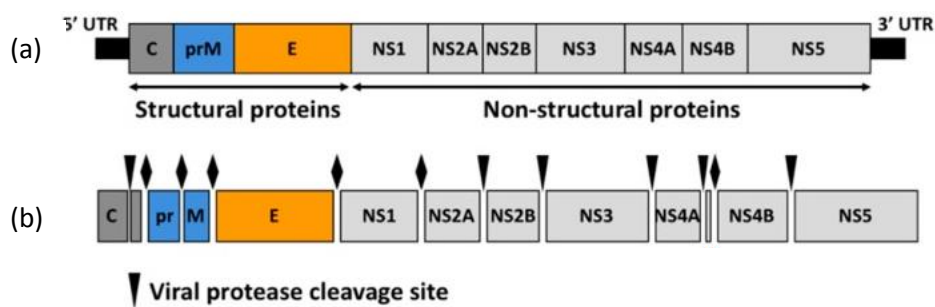 5' UTR 3' UTR
(a) C prM E NS1 NS2A NS2B NS3 NS4A NS4B NS5
Structural proteins Non-structural proteins
(b) C pr M E NS1 NS2A NS2B NS3 NS4A NS4B NS5
Viral protease cleavage site